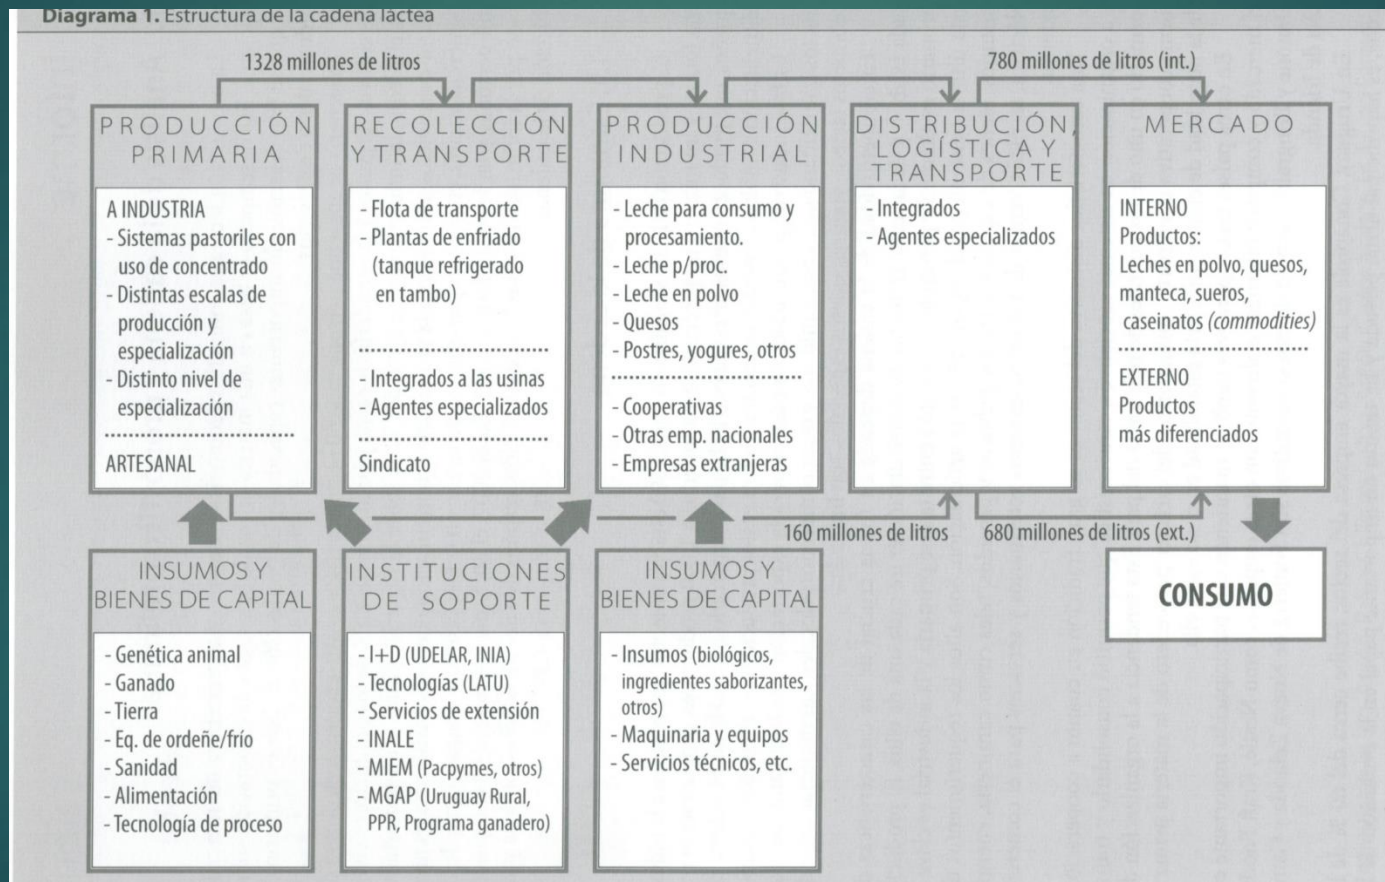 Diagrama 1. Estructura de la cadena láctea
1328 millones de litros
780 millones de litros (int.)
PRODUCCIÓN
PRIMARIA
A INDUSTRIA
- Sistemas pastoriles con
uso de concentrado
- Distintas escalas de
producción y
especialización
- Distinto nivel de
especialización
ARTESANAL
RECOLECCIÓN
Y TRANSPORTE
- Flota de transporte
- Plantas de enfriado
(tanque refrigerado
en tambo)
- Integrados a las usinas
- Agentes especializados
Sindicato
PRODUCCIÓN
INDUSTRIAL
- Leche para consumo y
procesamiento.
- Leche p/proc.
- Leche en polvo
- Quesos
- Postres, yogures, otros
- Cooperativas
- Otras emp. nacionales
- Empresas extranjeras
DISTRIBUCIÓN,
LOGÍSTICA Y
TRANSPORTE
- Integrados
- Agentes especializados
MERCADO
INTERNO
Productos:
Leches en polvo, quesos,
manteca, sueros,
caseinatos (commodities)
EXTERNO
Productos
más diferenciados
160 millones de litros
680 millones de litros (ext.)
INSUMOS Y
BIENES DE CAPITAL
- Genética animal
- Ganado
- Tierra
- Eq. de ordeñe/frío
- Sanidad
- Alimentación
- Tecnología de proceso
INSTITUCIONES
DE SOPORTE
- I+D (UDELAR, INIA)
- Tecnologías (LATU)
- Servicios de extensión
- INALE
- MIEM (Pacpymes, otros)
- MGAP (Uruguay Rural,
PPR, Programa ganadero)
INSUMOS Y
BIENES DE CAPITAL
- Insumos (biológicos,
ingredientes saborizantes,
otros)
- Maquinaria y equipos
- Servicios técnicos, etc.
CONSUMO